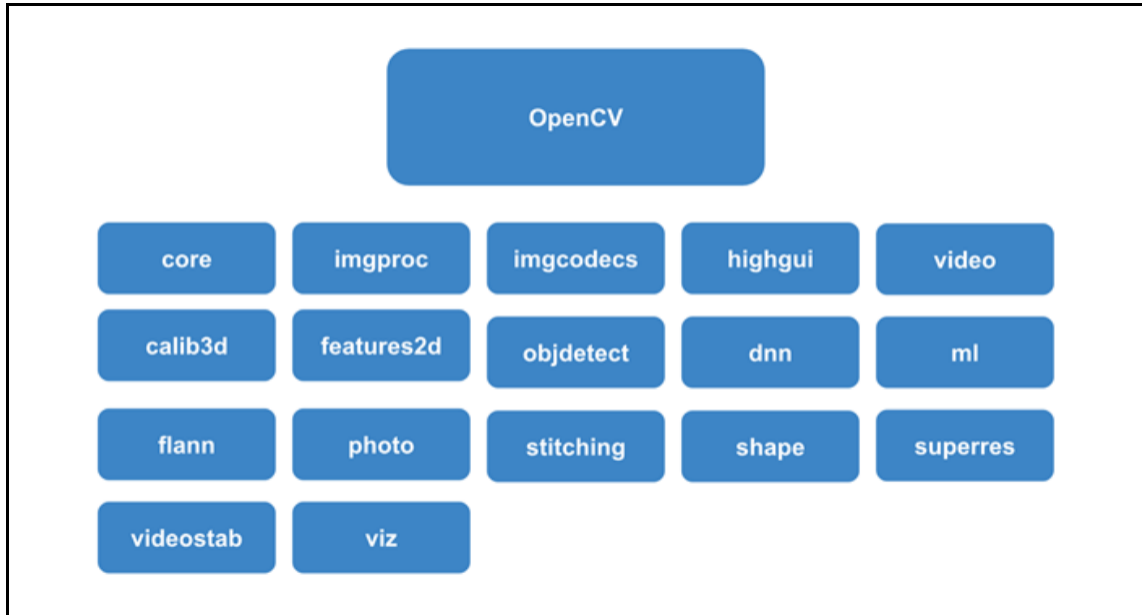 OpenCV
core imgproc imgcodecs highgui video
calib3d features2d objdetect dnn ml
flann photo stitching shape superres
videostab viz